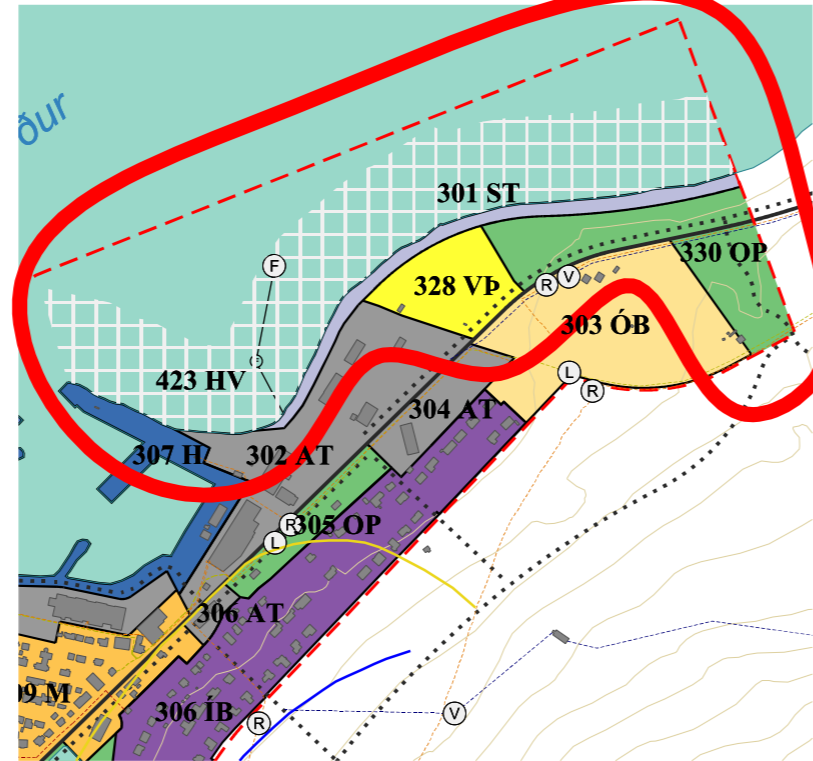 ður
301 ST
F
330 OP
R V
328 VÞ
303 ÓB
423 HV
L
R
304 AT
307 H
302 AT
R
305 OP
L
306 AT
09 M
306 ÍB
R
V